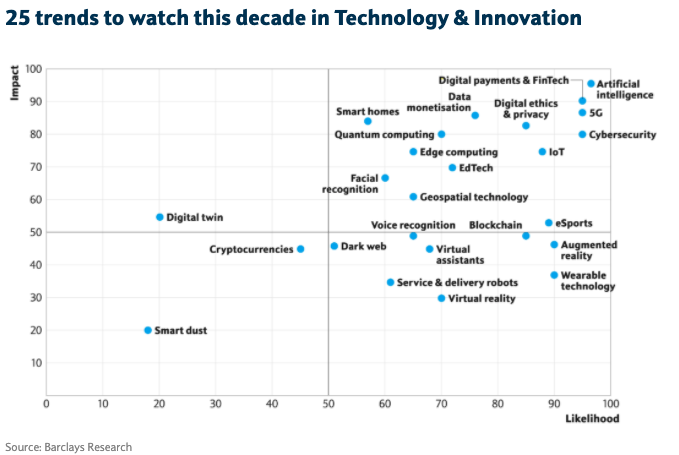 25 trends to watch this decade in Technology & Innovation
Impact
100
90
80
70
60
50
40
30
20
10
0
Digital payments & FinTech
Artificial
intelligence
Data
monetisation
Digital ethics
& privacy
5G
Smart homes
Quantum computing
Cybersecurity
Edge computing
IoT
EdTech
Facial
recognition
Geospatial technology
Digital twin
Voice recognition
Blockchain
eSports
Cryptocurrencies
Dark web
Virtual
assistants
Augmented
reality
Service & delivery robots
Wearable
technology
Virtual reality
Smart dust
10
20
30
40
50
60
70
80
90
100
Likelihood
Source: Barclays Research